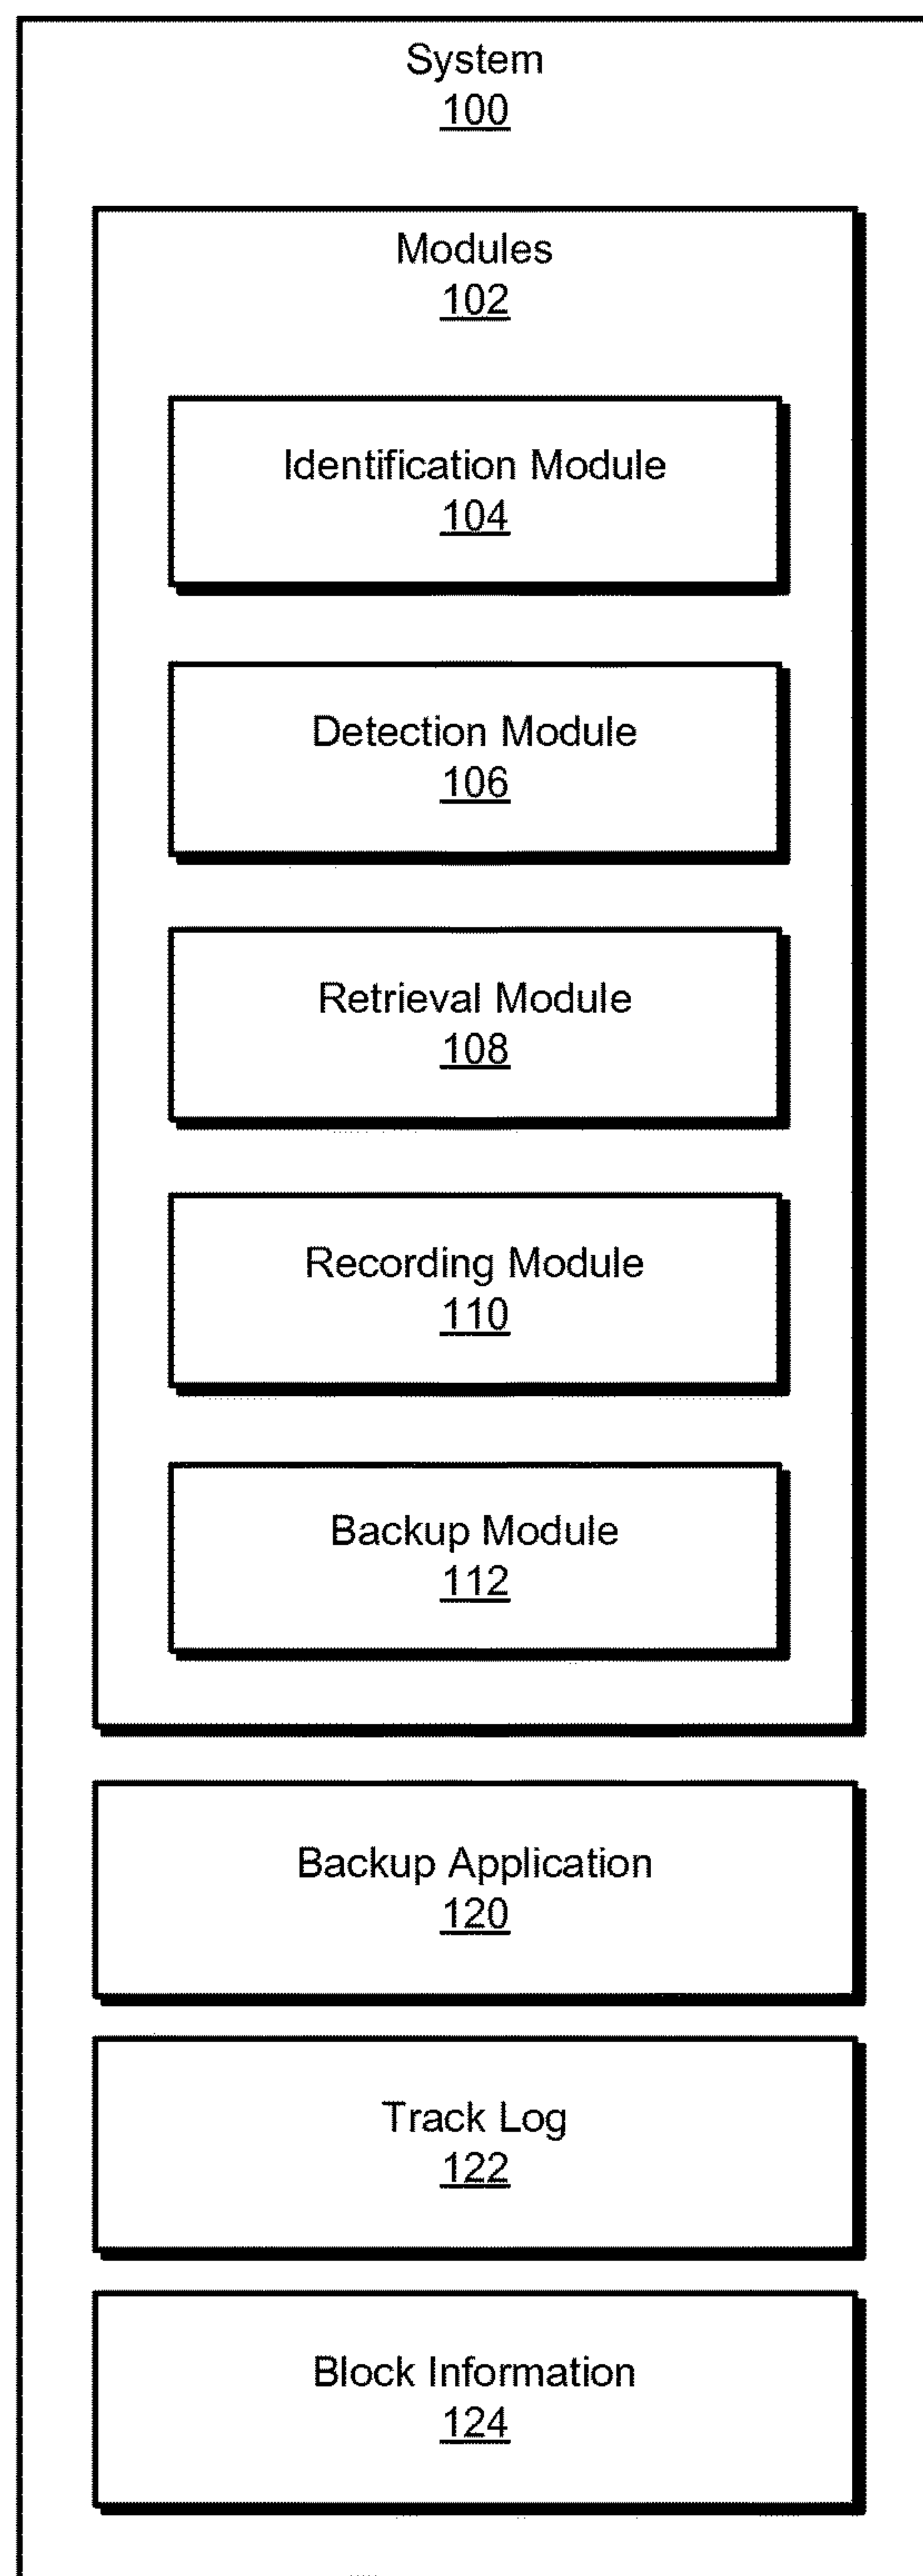 System
100
Modules
102
Identification Module
104
Detection Module
106
Retrieval Module
108
Recording Module
110
Backup Module
112
Backup Application
120
Track Log
122
Block Information
124